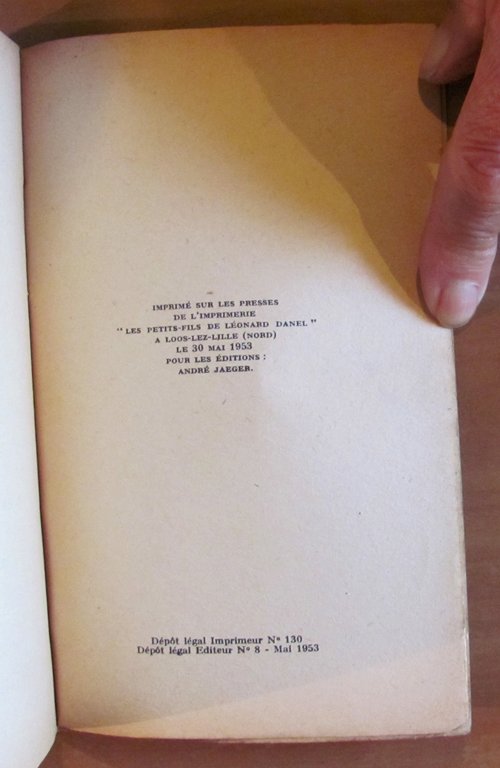 IMPRIMÉ SUR LES PRESSES
DE L'IMPRIMERIE
"LES PETITS-FILS DE LÉONARD DANEL"
A LOOS-LEZ-LILLE (NORD)
LE 30 MAI 1953
POUR LES ÉDITIONS :
ANDRÉ JAEGER.
Dépôt légal Imprimeur N° 130
Dépôt légal Editeur N° 8 - Mai 1953